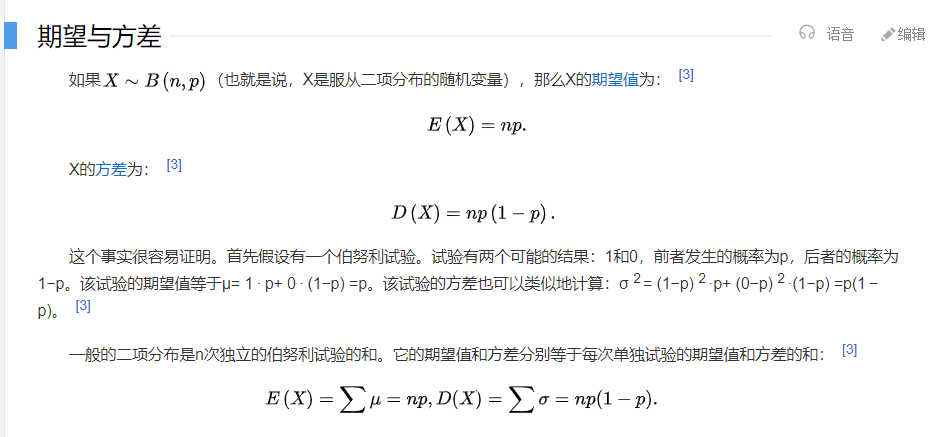 期望与方差 语音 编辑
如果X ∼ B (n, p)（也就是说，X是服从二项分布的随机变量），那么X的期望值为： [3]
E (X) = np.
X的方差为： [3]
D (X) = np (1 − p) .
这个事实很容易证明。首先假设有一个伯努利试验。试验有两个可能的结果：1和0，前者发生的概率为p，后者的概率为
1−p。该试验的期望值等于μ= 1 · p+ 0 · (1−p) =p。该试验的方差也可以类似地计算：σ ² = (1−p) ² ·p+ (0−p) ² ·(1−p) =p(1 −
p)。 [3]
一般的二项分布是n次独立的伯努利试验的和。它的期望值和方差分别等于每次单独试验的期望值和方差的和： [3]
E (X) = ∑ μ = np, D(X) = ∑ σ = np(1 − p).